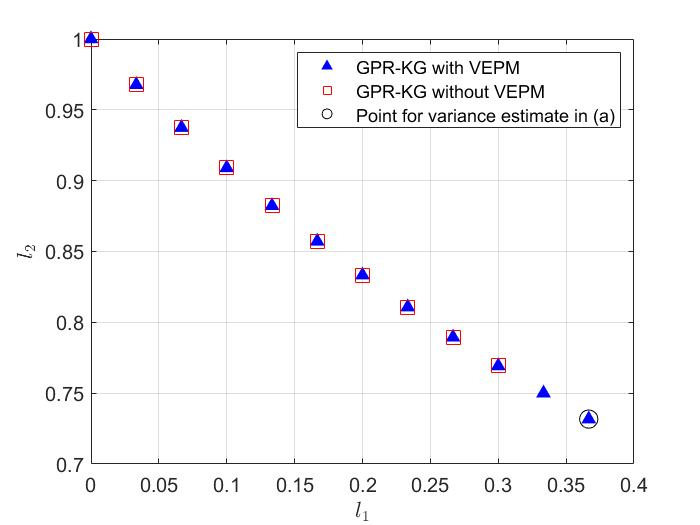 GPR-KG with VEPM
GPR-KG without VEPM
Point for variance estimate in (a)
1
0.95
0.9
0.85
0.8
0.75
0.7
l₂
0 0.05 0.1 0.15 0.2 0.25 0.3 0.35 0.4
l₁